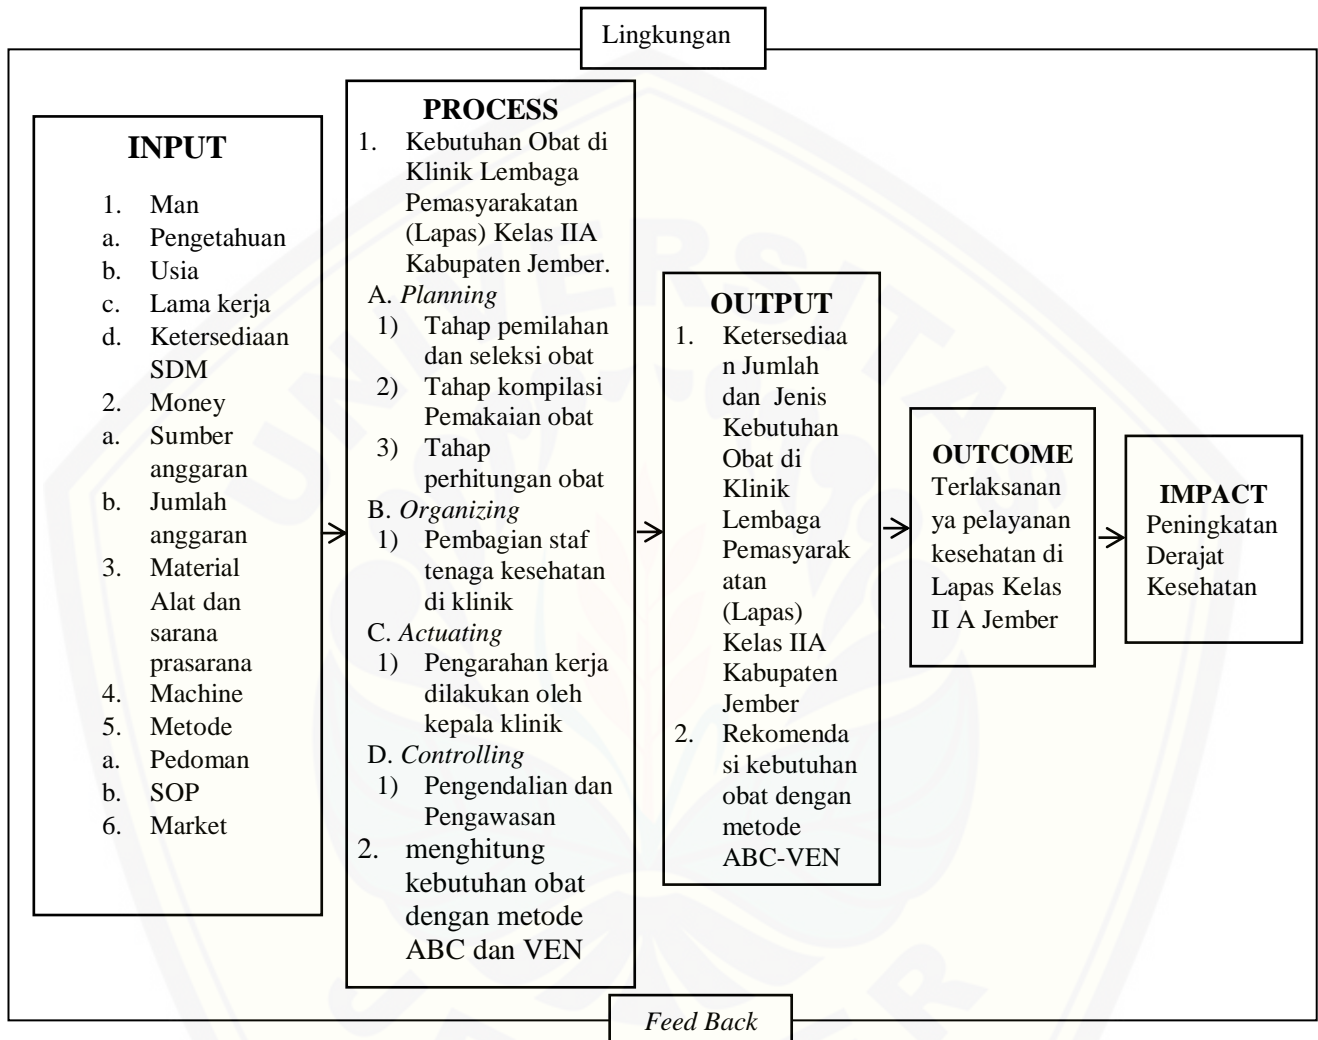 Lingkungan
INPUT
1. Man
a. Pengetahuan
b. Usia
c. Lama kerja
d. Ketersediaan
SDM
2. Money
a. Sumber
anggaran
b. Jumlah
anggaran
3. Material
Alat dan
sarana
prasarana
4. Machine
5. Metode
a. Pedoman
b. SOP
6. Market
PROCESS
1. Kebutuhan Obat di
Klinik Lembaga
Pemasyarakatan
(Lapas) Kelas IIA
Kabupaten Jember.
A. Planning
1) Tahap pemilahan
dan seleksi obat
2) Tahap kompilasi
Pemakaian obat
3) Tahap
perhitungan obat
B. Organizing
1) Pembagian staf
tenaga kesehatan
di klinik
C. Actuating
1) Pengarahan kerja
dilakukan oleh
kepala klinik
D. Controlling
1) Pengendalian dan
Pengawasan
2. menghitung
kebutuhan obat
dengan metode
ABC dan VEN
OUTPUT
1. Ketersediaa
n Jumlah
dan Jenis
Kebutuhan
Obat di
Klinik
Lembaga
Pemasyarak
atan
(Lapas)
Kelas IIA
Kabupaten
Jember
2. Rekomenda
si kebutuhan
obat dengan
metode
ABC-VEN
OUTCOME
Terlaksanan
ya pelayanan
kesehatan di
Lapas Kelas
II A Jember
IMPACT
Peningkatan
Derajat
Kesehatan
Feed Back